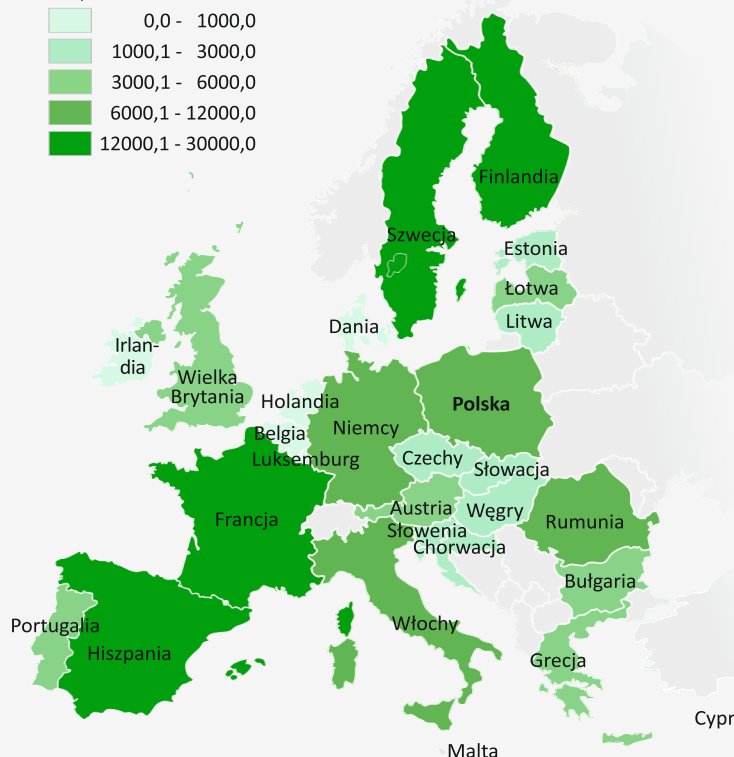 0,0 - 1000,0
1000,1 - 3000,0
3000,1 - 6000,0
6000,1 - 12000,0
12000,1 - 30000,0
Finlandia
Szwecja
Estonia
Łotwa
Litwa
Dania
Irlan-
dia
Wielka
Brytania
Holandia
Polska
Niemcy
Belgia
Luksemburg
Czechy
Słowacja
Austria
Węgry
Francja
Rumunia
Słowenia
Chorwacja
Bułgaria
Portugalia
Włochy
Hiszpania
Grecja
Cypr
Malta